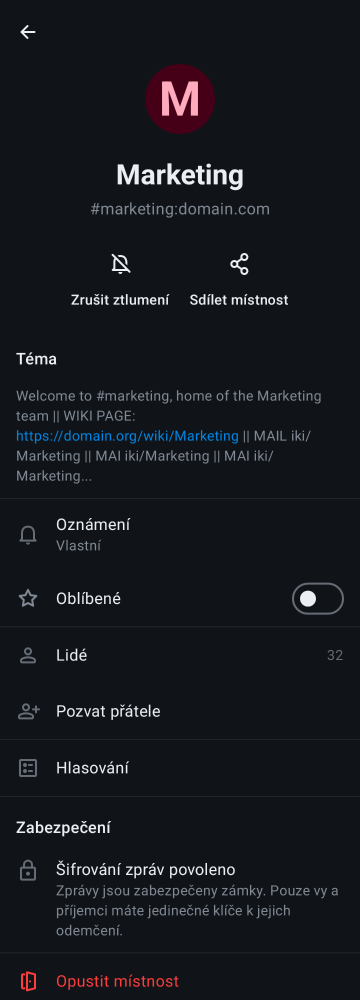 M
Marketing
#marketing:domain.com
Zrušit ztlumení
Sdílet místnost
Téma
Welcome to #marketing, home of the Marketing
team || WIKI PAGE:
https://domain.org/wiki/Marketing || MAIL iki/
Marketing || MAI iki/Marketing || MAI iki/
Marketing...
Oznámení
Vlastní
Oblíbené
Lidé 32
Pozvat přátele
Hlasování
Zabezpečení
Šifrování zpráv povoleno
Zprávy jsou zabezpečeny zámky. Pouze vy a
příjemci máte jedinečné klíče k jejich
odemčení.
Opustit místnost